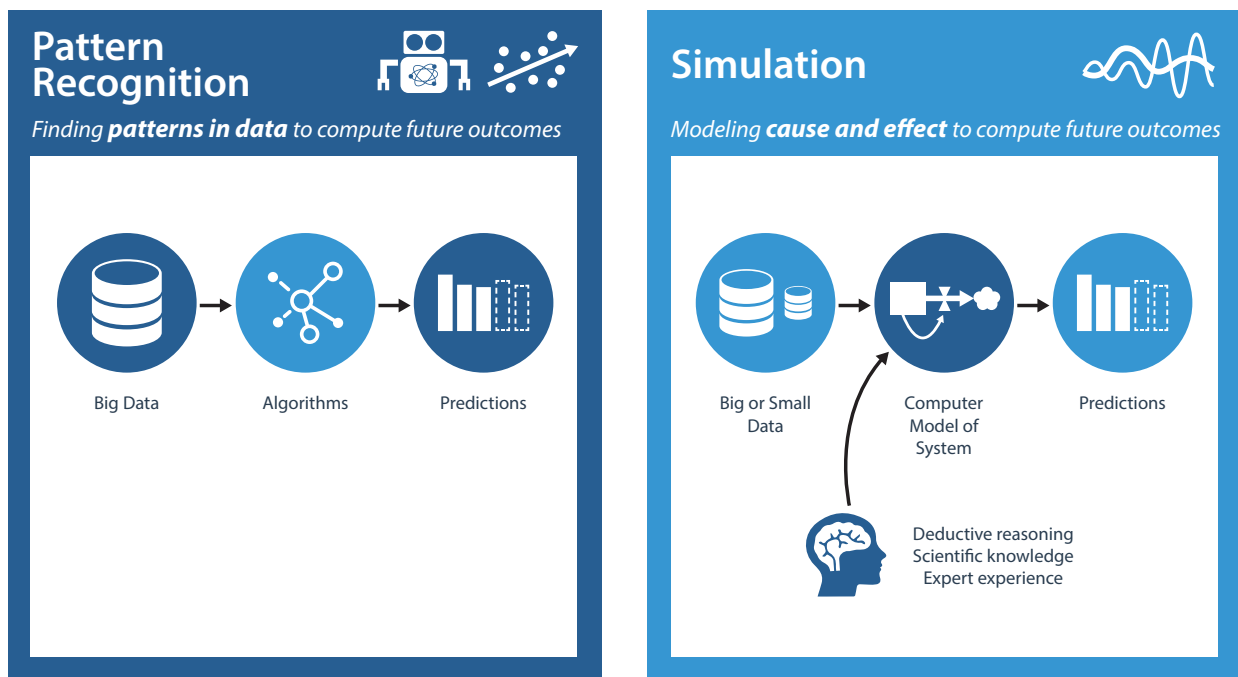 Pattern
Recognition
Finding patterns in data to compute future outcomes
Big Data
Algorithms
Predictions
Simulation
Modeling cause and effect to compute future outcomes
Big or Small
Data
Computer
Model of
System
Predictions
Deductive reasoning
Scientific knowledge
Expert experience